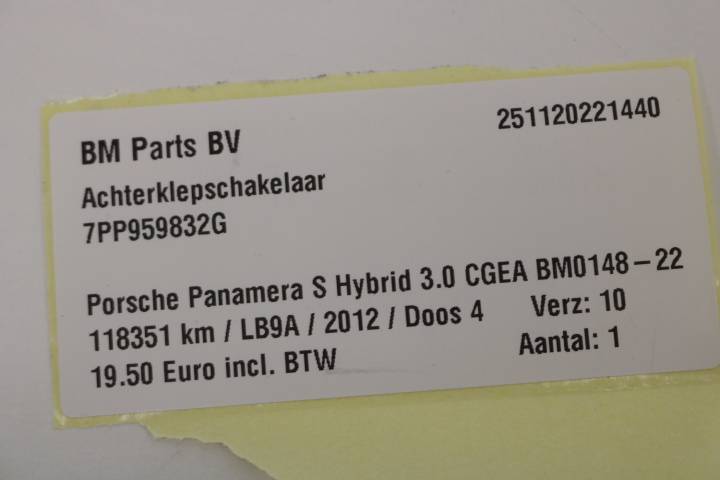 BM Parts BV 251120221440
Achterklepschakelaar
7PP959832G
Porsche Panamera S Hybrid 3.0 CGEA BM0148-22
118351 km / LB9A / 2012 / Doos 4 Verz: 10
19.50 Euro incl. BTW Aantal: 1